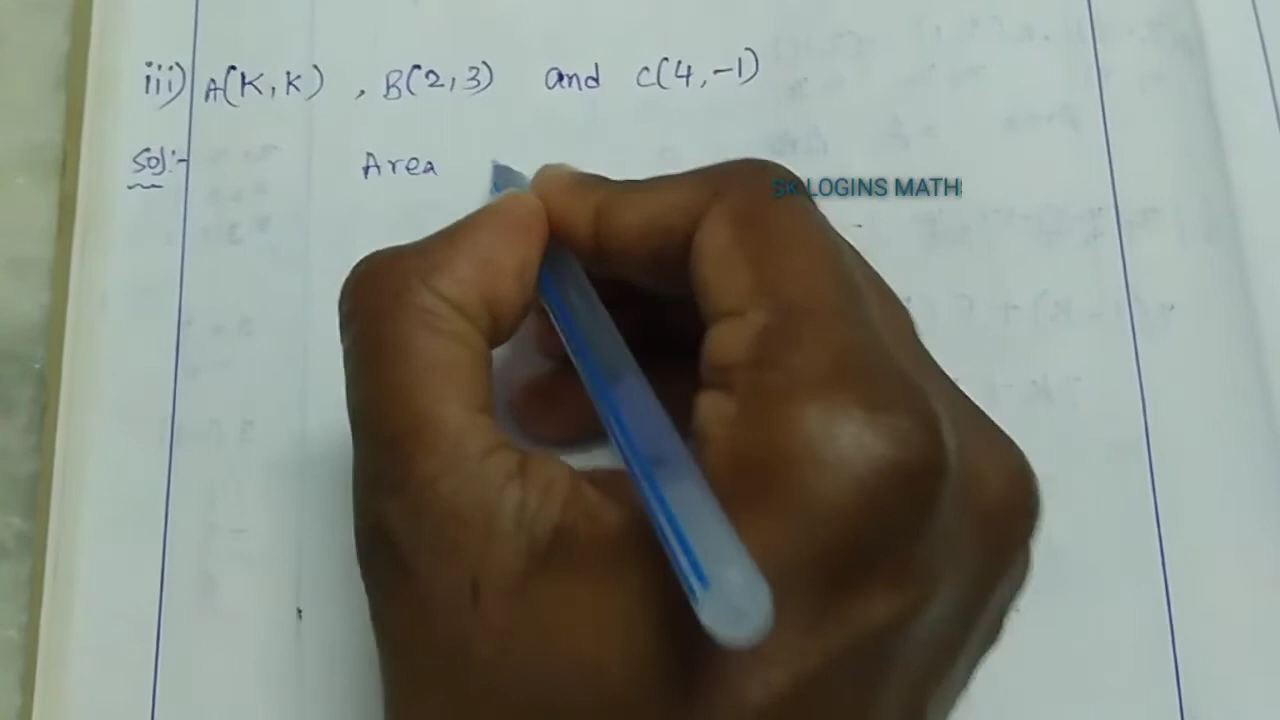 iii) A(K,K) , B(2,3) and C(4,-1)
Sol:- Area
SK LOGINS MATH